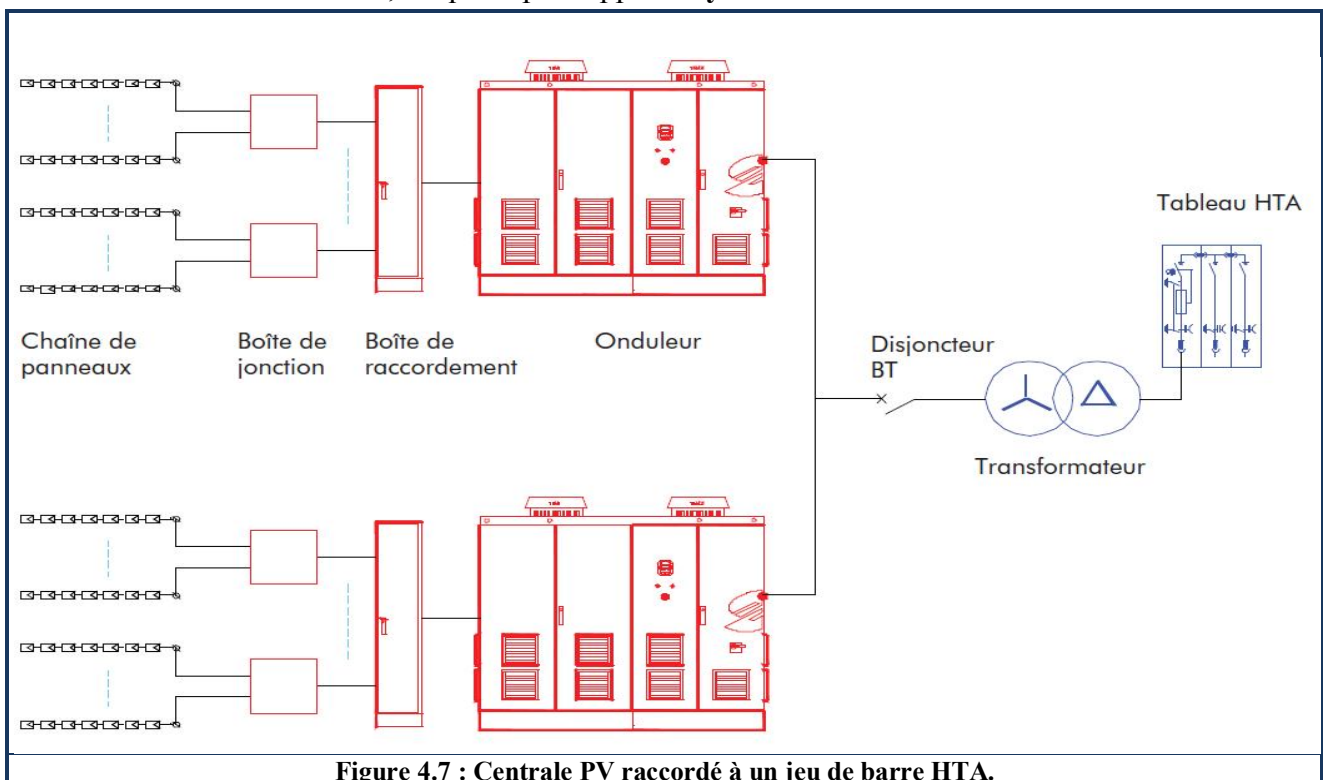 Tableau HTA
Chaîne de
panneaux
Boîte de
jonction
Boîte de
raccordement
Onduleur
Disjoncteur
BT
Transformateur
Figure 4.7 : Centrale PV raccordé à un jeu de barre HTA.